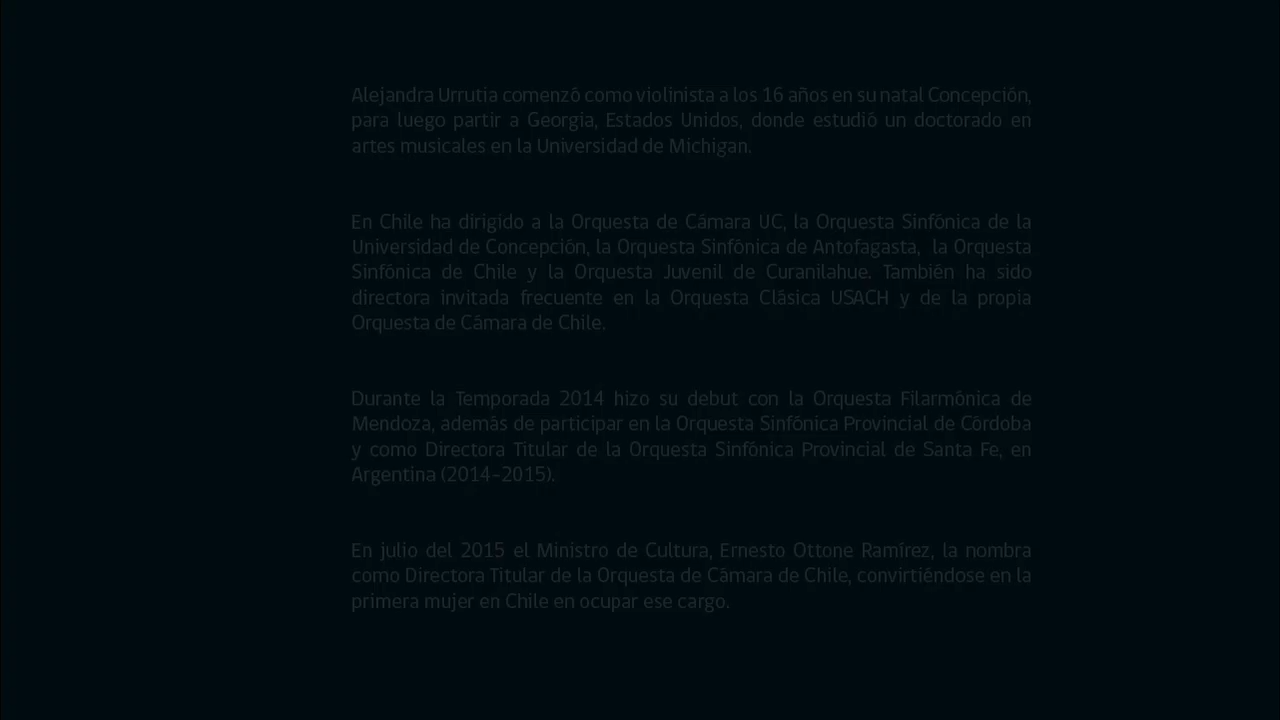 Alejandra Urrutia comenzó como violinista a los 16 años en su natal Concepción,
para luego partir a Georgia, Estados Unidos, donde estudió un doctorado en
artes musicales en la Universidad de Michigan.
En Chile ha dirigido a la Orquesta de Cámara UC, la Orquesta Sinfónica de la
Universidad de Concepción, la Orquesta Sinfónica de Antofagasta, la Orquesta
Sinfónica de Chile y la Orquesta Juvenil de Curanilahue. También ha sido
directora invitada frecuente en la Orquesta Clásica USACH y de la propia
Orquesta de Cámara de Chile.
Durante la Temporada 2014 hizo su debut con la Orquesta Filarmónica de
Mendoza, además de participar en la Orquesta Sinfónica Provincial de Córdoba
y como Directora Titular de la Orquesta Sinfónica Provincial de Santa Fe, en
Argentina (2014-2015).
En julio del 2015 el Ministro de Cultura, Ernesto Ottone Ramírez, la nombra
como Directora Titular de la Orquesta de Cámara de Chile, convirtiéndose en la
primera mujer en Chile en ocupar ese cargo.